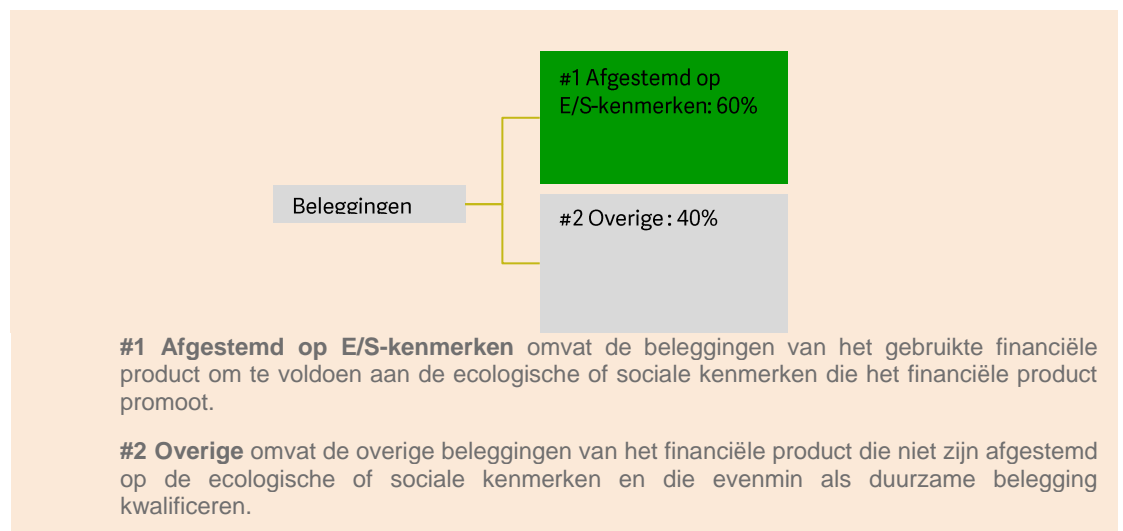 #1 Afgestemd op
E/S-kenmerken: 60%
Beleggingen
#2 Overige: 40%
#1 Afgestemd op E/S-kenmerken omvat de beleggingen van het gebruikte financiële
product om te voldoen aan de ecologische of sociale kenmerken die het financiële product
promoot.
#2 Overige omvat de overige beleggingen van het financiële product die niet zijn afgestemd
op de ecologische of sociale kenmerken en die evenmin als duurzame belegging
kwalificeren.